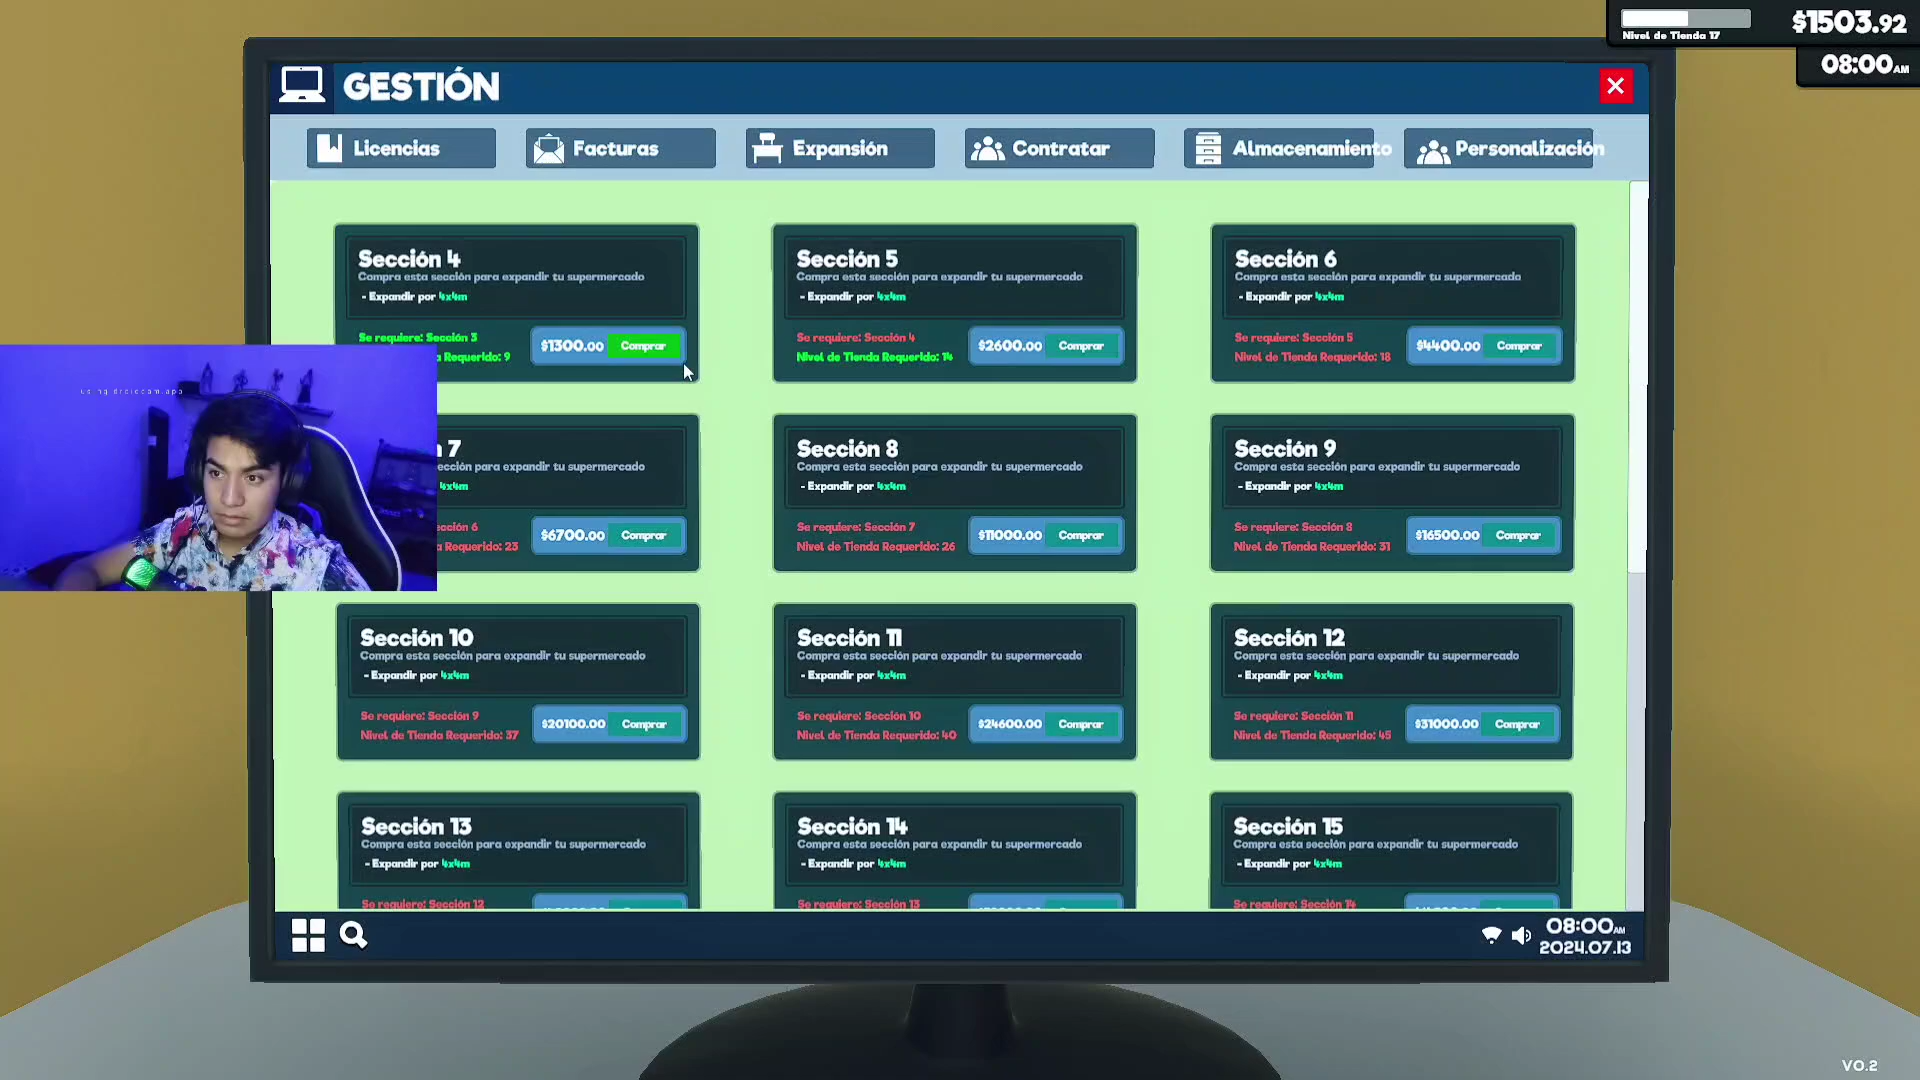 $1503.92
Nivel de Tienda 17
08:00AM
GESTIÓN
Licencias
Facturas
Expansión
Contratar
Almacenamiento
Personalización
Sección 4
Compra esta sección para expandir tu supermercado
- Expandir por 4x4m
Se requiere: Sección 3
a Requerido: 9
$1300.00 Comprar
Sección 5
Compra esta sección para expandir tu supermercado
- Expandir por 4x4m
Se requiere: Sección 4
Nivel de Tienda Requerido: 14
$2600.00 Comprar
Sección 6
Compra esta sección para expandir tu supermercado
- Expandir por 4x4m
Se requiere: Sección 5
Nivel de Tienda Requerido: 18
$4400.00 Comprar
using droidcam app
n 7
ección para expandir tu supermercado
4x4m
ección 6
a Requerido: 23
$6700.00 Comprar
Sección 8
Compra esta sección para expandir tu supermercado
- Expandir por 4x4m
Se requiere: Sección 7
Nivel de Tienda Requerido: 26
$11000.00 Comprar
Sección 9
Compra esta sección para expandir tu supermercado
- Expandir por 4x4m
Se requiere: Sección 8
Nivel de Tienda Requerido: 31
$16500.00 Comprar
Sección 10
Compra esta sección para expandir tu supermercado
- Expandir por 4x4m
Se requiere: Sección 9
Nivel de Tienda Requerido: 37
$20100.00 Comprar
Sección 11
Compra esta sección para expandir tu supermercado
- Expandir por 4x4m
Se requiere: Sección 10
Nivel de Tienda Requerido: 40
$24600.00 Comprar
Sección 12
Compra esta sección para expandir tu supermercado
- Expandir por 4x4m
Se requiere: Sección 11
Nivel de Tienda Requerido: 45
$31000.00 Comprar
Sección 13
Compra esta sección para expandir tu supermercado
- Expandir por 4x4m
Se requiere: Sección 12
Sección 14
Compra esta sección para expandir tu supermercado
- Expandir por 4x4m
Se requiere: Sección 13
Sección 15
Compra esta sección para expandir tu supermercado
- Expandir por 4x4m
Se requiere: Sección 14
08:00AM
2024.07.13
V0.2